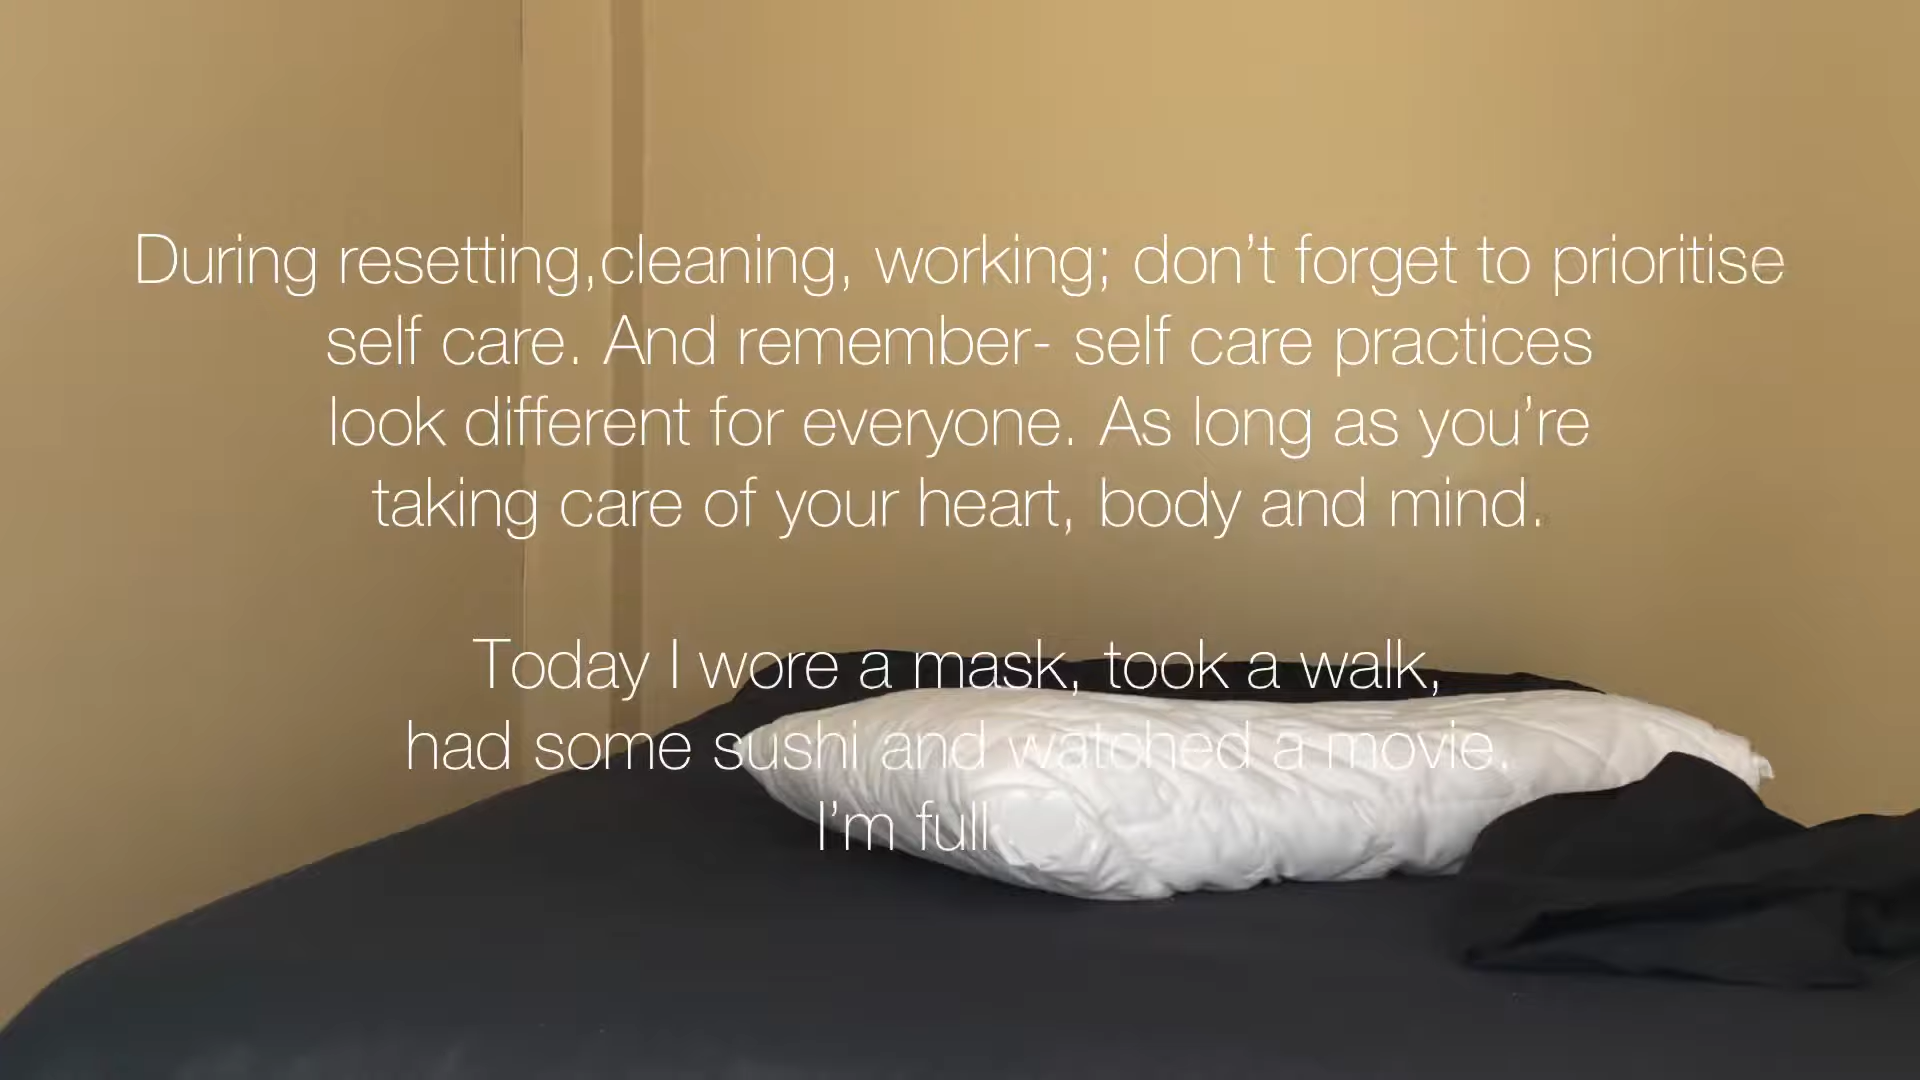 During resetting,cleaning, working; don’t forget to prioritise
self care. And remember- self care practices
look different for everyone. As long as you’re
taking care of your heart, body and mind.
Today I wore a mask, took a walk,
had some sushi and watched a movie.
I’m full